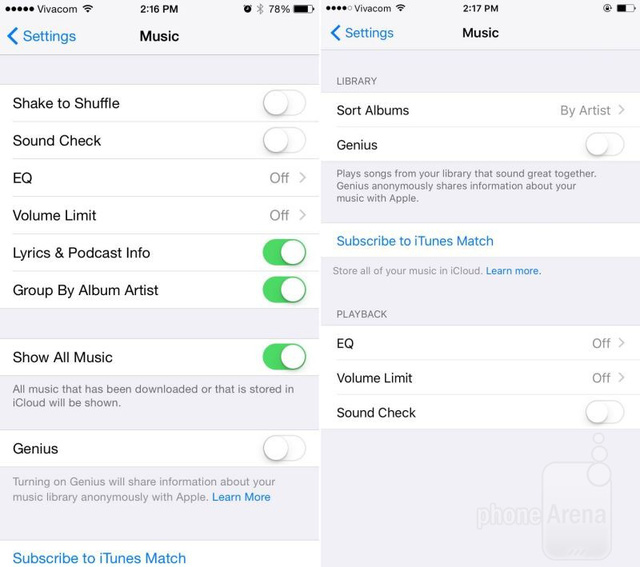 Vivacom 2:16 PM 78%
Settings Music
Shake to Shuffle
Sound Check
EQ Off
Volume Limit Off
Lyrics & Podcast Info
Group By Album Artist
Show All Music
All music that has been downloaded or that is stored in
iCloud will be shown.
Genius
Turning on Genius will share information about your
music library anonymously with Apple. Learn More
Subscribe to iTunes Match
Vivacom 2:17 PM
Settings Music
LIBRARY
Sort Albums By Artist
Genius
Plays songs from your library that sound great together.
Genius anonymously shares information about your
music with Apple.
Subscribe to iTunes Match
Store all of your music in iCloud. Learn more.
PLAYBACK
EQ Off
Volume Limit Off
Sound Check
phoneArena